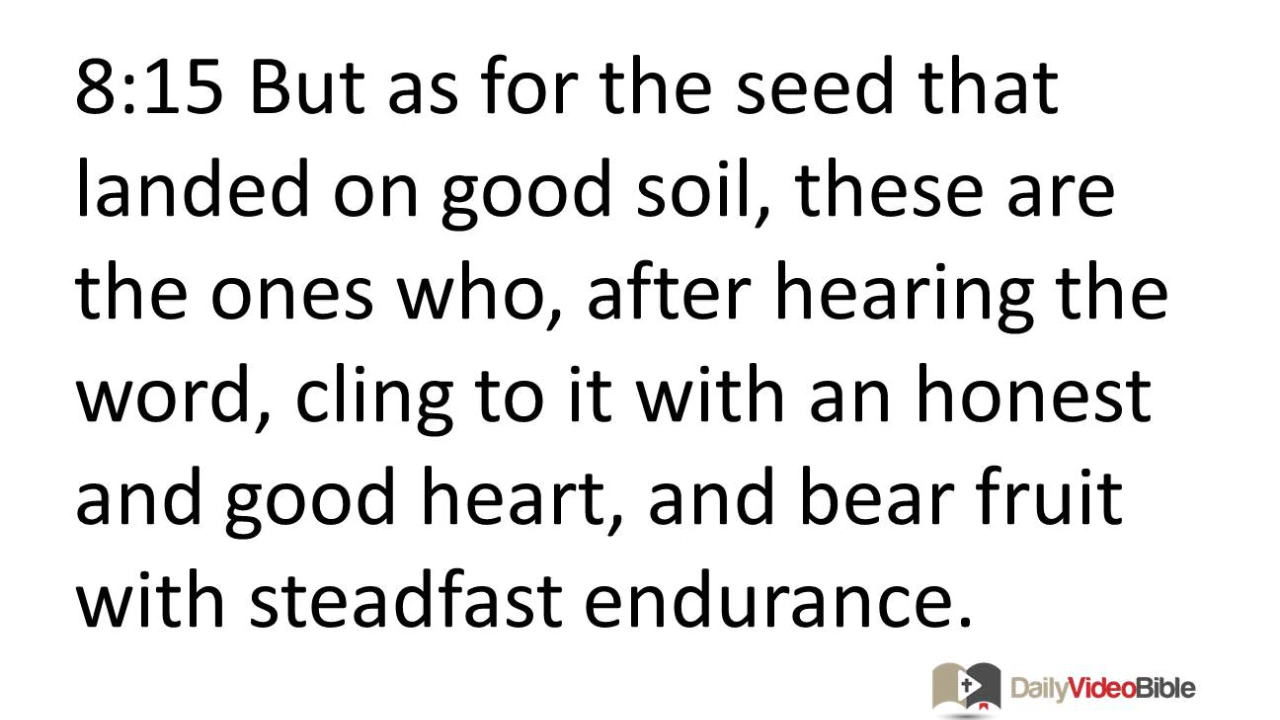 8:15 But as for the seed that
landed on good soil, these are
the ones who, after hearing the
word, cling to it with an honest
and good heart, and bear fruit
with steadfast endurance.
DailyVideoBible